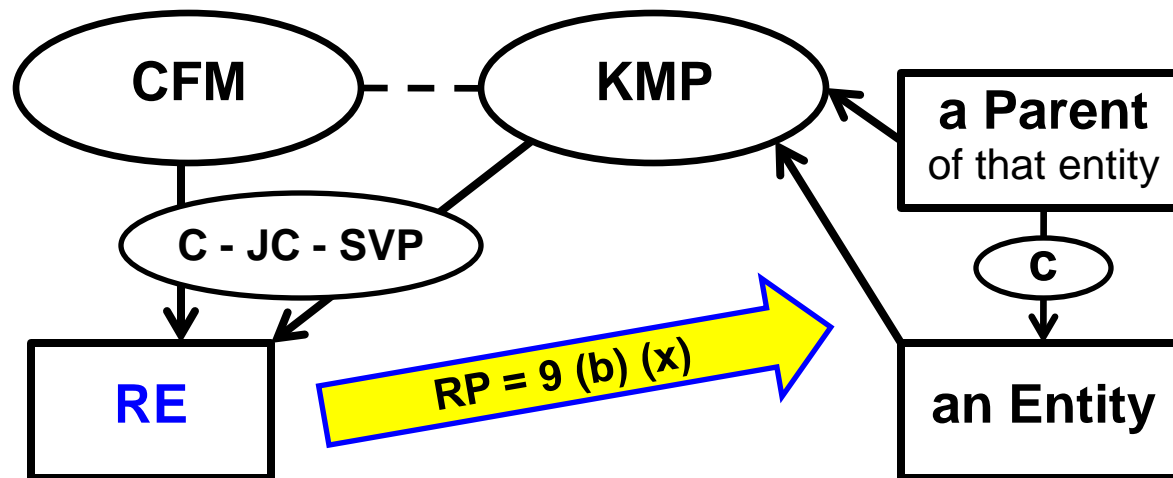 CFM
KMP
a Parent
of that entity
C - JC - SVP
c
RP = 9 (b) (x)
RE
an Entity